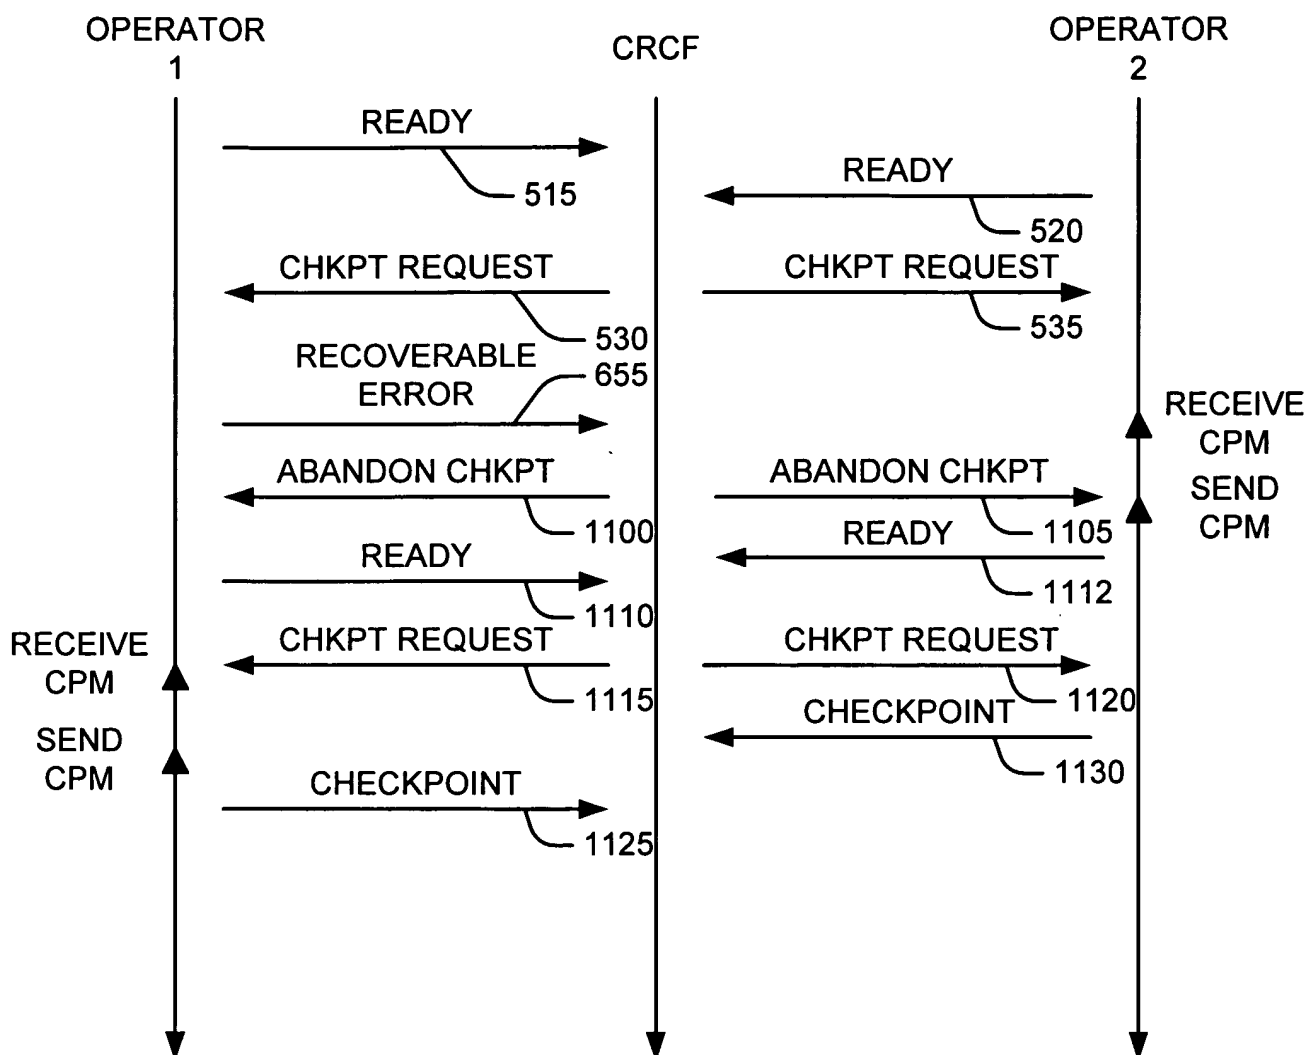 OPERATOR
1
CRCF
OPERATOR
2
READY
515
READY
520
CHKPT REQUEST
530
CHKPT REQUEST
535
RECOVERABLE
ERROR
655
RECEIVE
CPM
ABANDON CHKPT
1100
ABANDON CHKPT
1105
SEND
CPM
READY
1110
READY
1112
RECEIVE
CPM
CHKPT REQUEST
1115
CHKPT REQUEST
1120
SEND
CPM
CHECKPOINT
1130
CHECKPOINT
1125